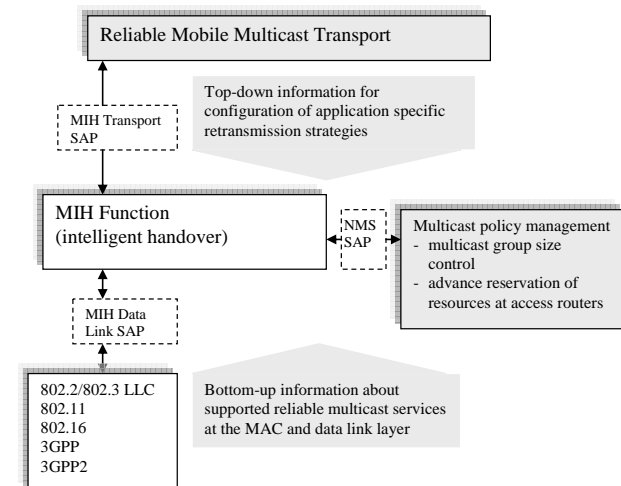 Reliable Mobile Multicast Transport
Top-down information for
configuration of application specific
retransmission strategies
MIH Transport
SAP
MIH Function
(intelligent handover)
NMS
SAP
Multicast policy management
- multicast group size
control
- advance reservation of
resources at access routers
MIH Data
Link SAP
802.2/802.3 LLC
802.11
802.16
3GPP
3GPP2
Bottom-up information about
supported reliable multicast services
at the MAC and data link layer